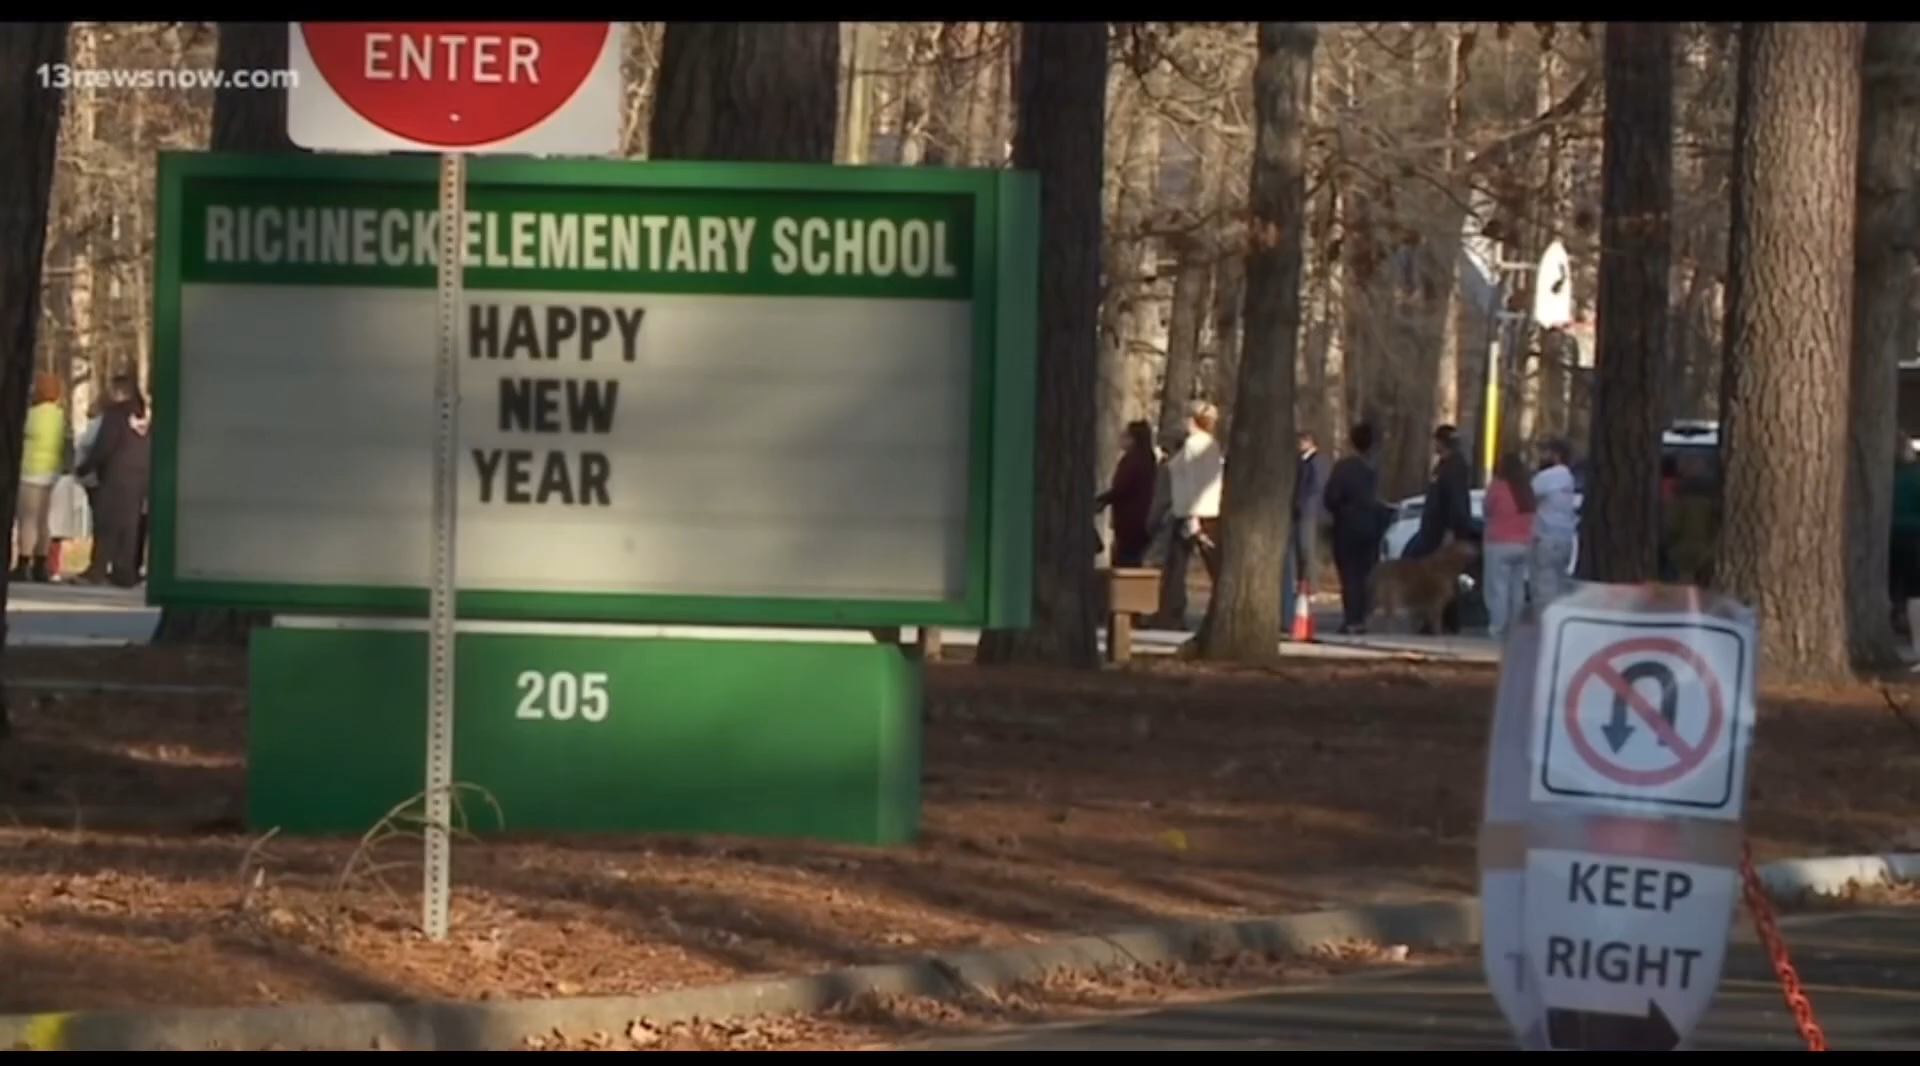 13newsnow.com
ENTER
RICHNECK ELEMENTARY SCHOOL
HAPPY
NEW
YEAR
205
KEEP
RIGHT